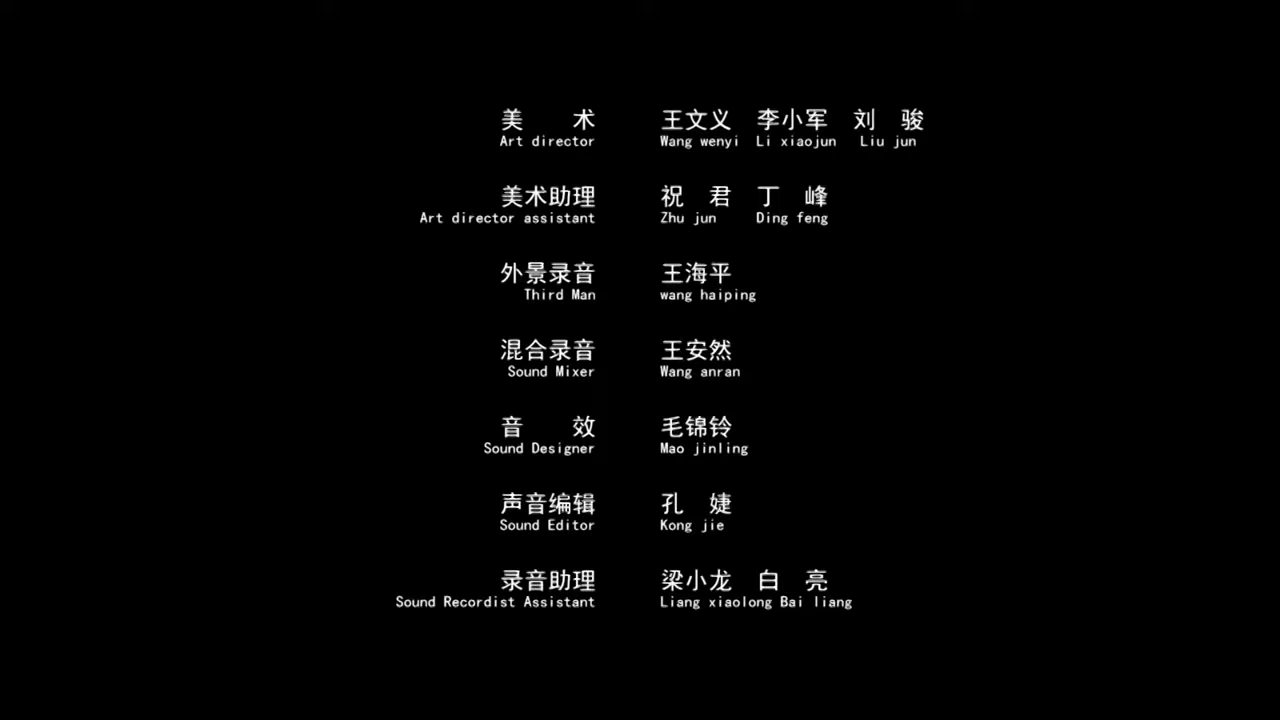 美 术 王文义 李小军 刘 骏
Art director Wang wenyi Li xiaojun Liu jun
美术助理 祝 君 丁 峰
Art director assistant Zhu jun Ding feng
外景录音 王海平
Third Man wang haiping
混合录音 王安然
Sound Mixer Wang anran
音 效 毛锦铃
Sound Designer Mao jinling
声音编辑 孔 婕
Sound Editor Kong jie
录音助理 梁小龙 白 亮
Sound Recordist Assistant Liang xiaolong Bai liang